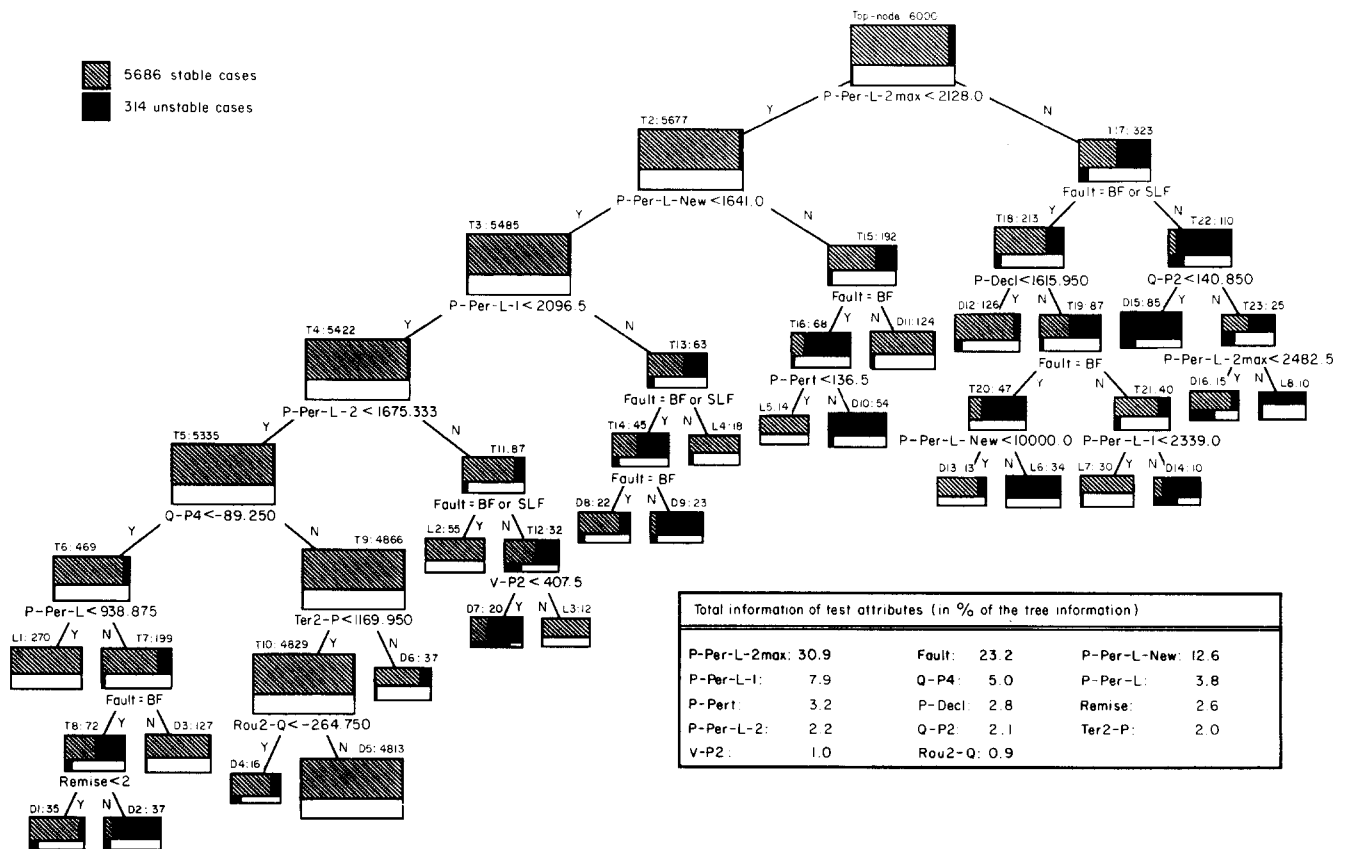 Top-node 6000
5686 stable cases
314 unstable cases
P-Per-L-2max<2128.0
Y
N
T2:5677
T17:323
P-Per-L-New<1641.0
Fault=BF or SLF
Y
N
Y
N
T3:5485
T15:192
T18:213
T22:110
P-Per-L-1<2096.5
Fault=BF
P-Decl<1615.950
Q-P2<140.850
Y
N
Y
N
Y
N
Y
N
T4:5422
T13:63
T16:68
D11:124
D12:126
T19:87
D15:85
T23:25
P-Per-L-2<1675.333
Fault=BF or SLF
P-Pert<136.5
Fault=BF
P-Per-L-2max<2482.5
Y
N
Y
N
Y
N
Y
N
Y
N
T5:5335
T11:87
T14:45
L4:18
L5:14
D10:54
T20:47
T21:40
D16:15
L8:10
Q-P4<-89.250
Fault=BF or SLF
Fault=BF
P-Per-L-New<10000.0
P-Per-L-1<2339.0
Y
N
Y
N
Y
N
Y
N
Y
N
T6:469
T9:4866
L2:55
T12:32
D8:22
D9:23
D13:13
L6:34
L7:30
D14:10
P-Per-L<938.875
Ter2-P<1169.950
V-P2<407.5
Y
N
Y
N
Y
N
L1:270
T7:199
T10:4829
D6:37
D7:20
L3:12
Fault=BF
Rou2-Q<-264.750
Y
N
Y
N
T8:72
D3:127
D4:16
D5:4813
Remise<2
Y
N
D1:35
D2:37
Total information of test attributes (in % of the tree information)
P-Per-L-2max: 30.9 Fault: 23.2 P-Per-L-New: 12.6
P-Per-L-1: 7.9 Q-P4: 5.0 P-Per-L: 3.8
P-Pert: 3.2 P-Decl: 2.8 Remise: 2.6
P-Per-L-2: 2.2 Q-P2: 2.1 Ter2-P: 2.0
V-P2: 1.0 Rou2-Q: 0.9